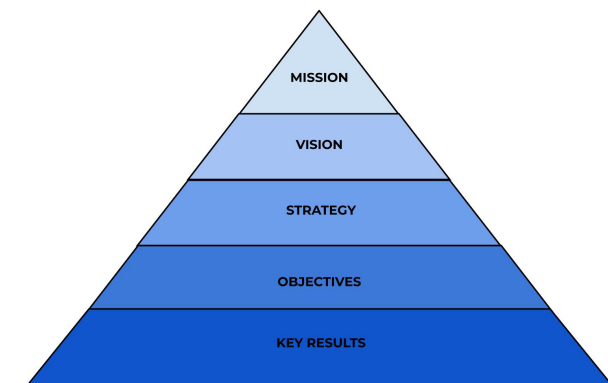 MISSION
VISION
STRATEGY
OBJECTIVES
KEY RESULTS